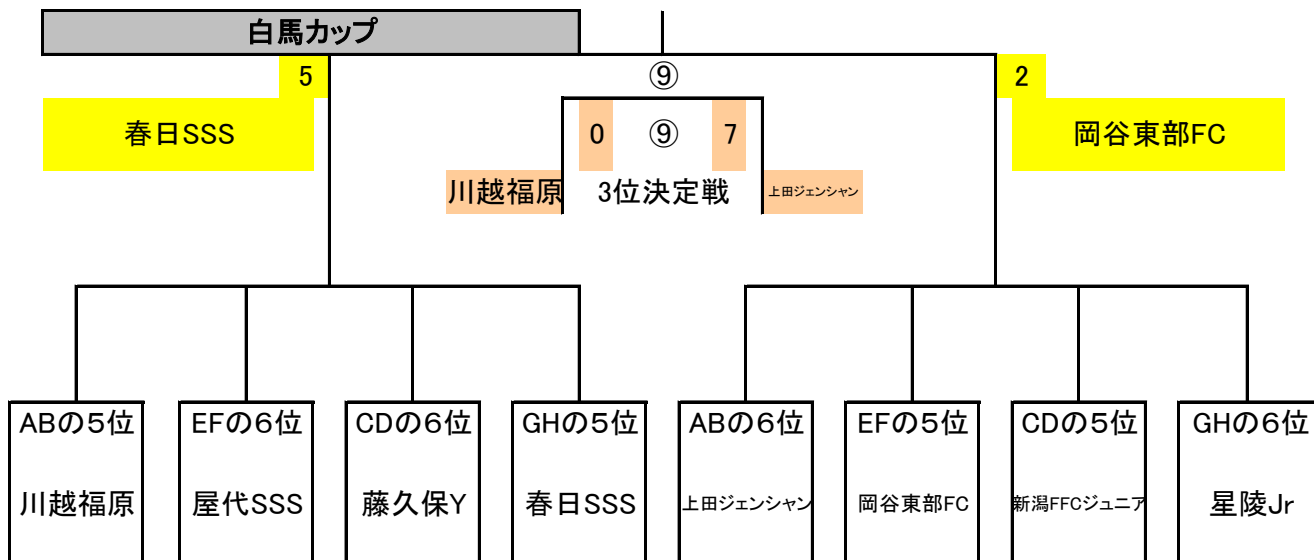 白馬カップ
5
⑨
2
春日SSS
0
⑨
7
岡谷東部FC
川越福原
3位決定戦
上田ジェンシャン
ABの5位
EFの6位
CDの6位
GHの5位
ABの6位
EFの5位
CDの5位
GHの6位
川越福原
屋代SSS
藤久保Y
春日SSS
上田ジェンシャン
岡谷東部FC
新潟FFCジュニア
星陵Jr